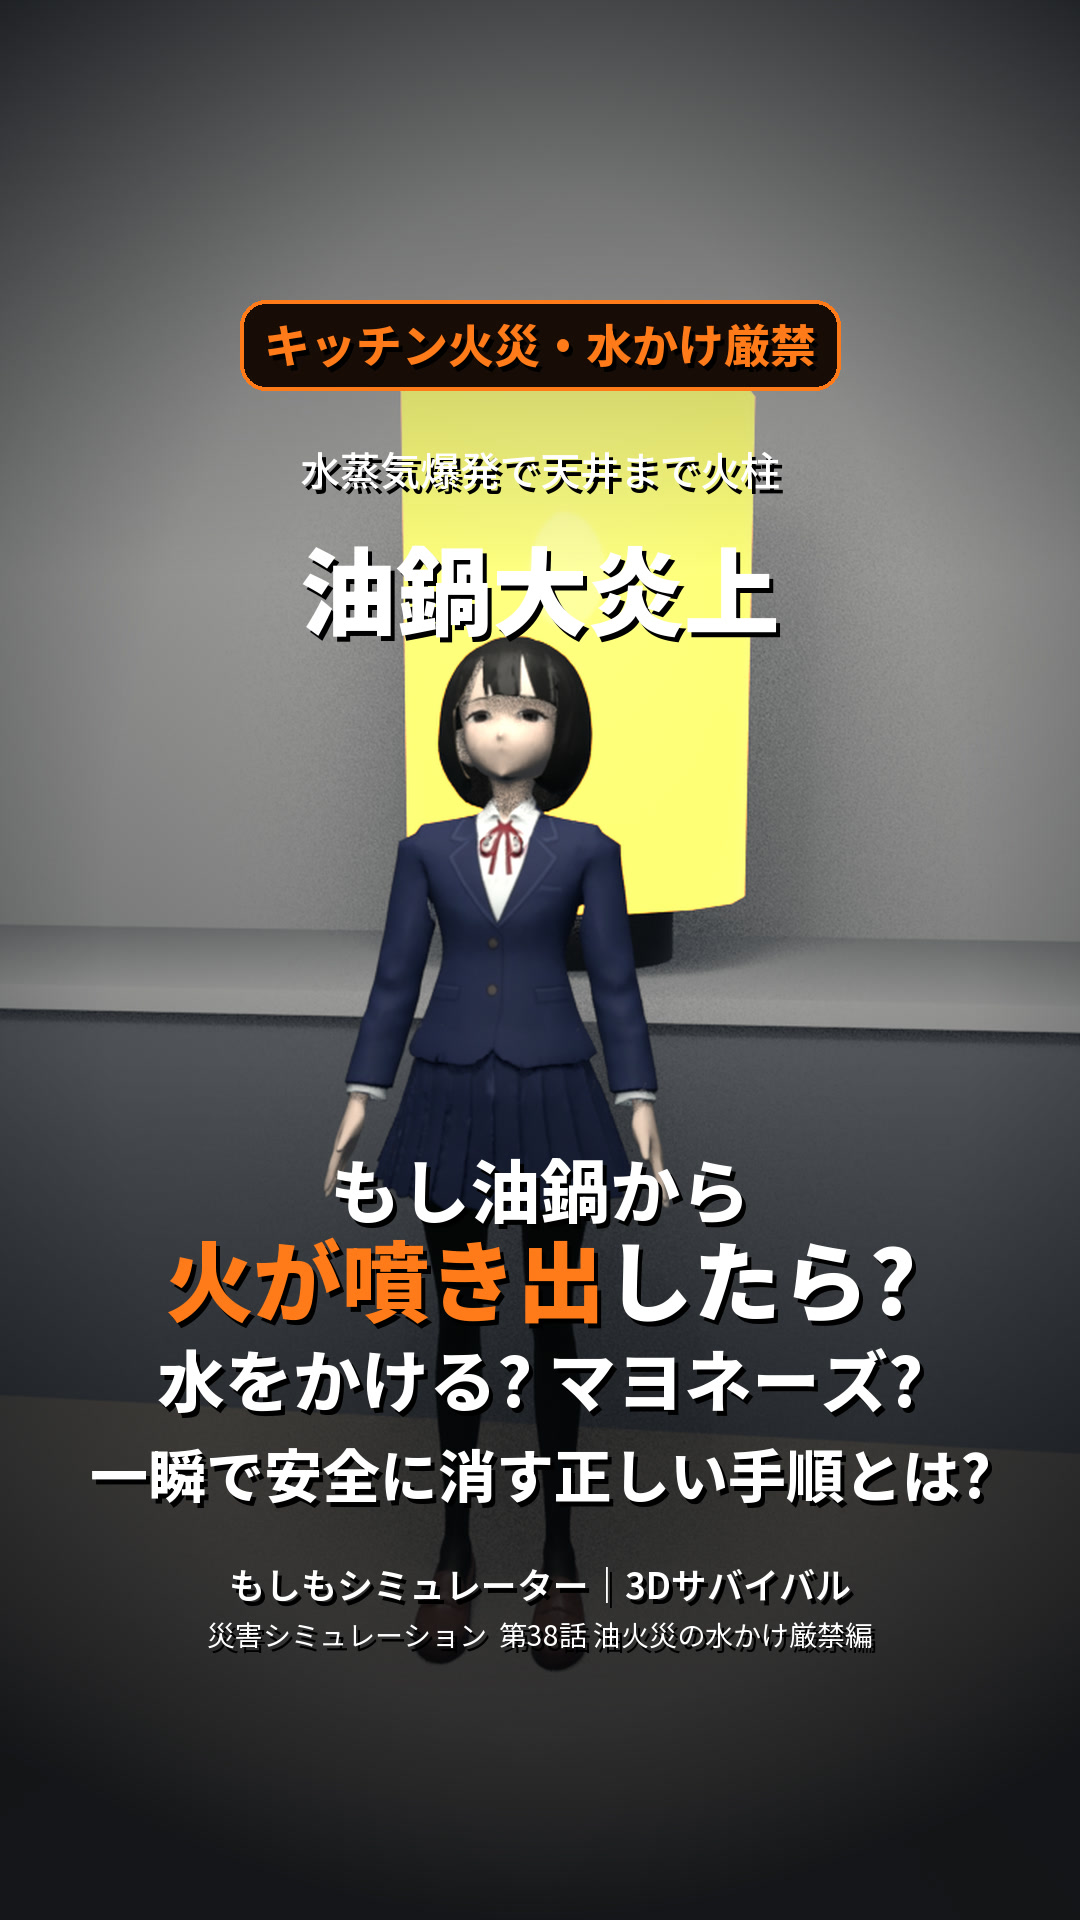 キッチン火災・水かけ厳禁
水蒸気爆発で天井まで火柱
油鍋大炎上
もし油鍋から
火が噴き出したら?
水をかける? マヨネーズ?
一瞬で安全に消す正しい手順とは?
もしもシミュレーター｜3Dサバイバル
災害シミュレーション 第38話 油火災の水かけ厳禁編